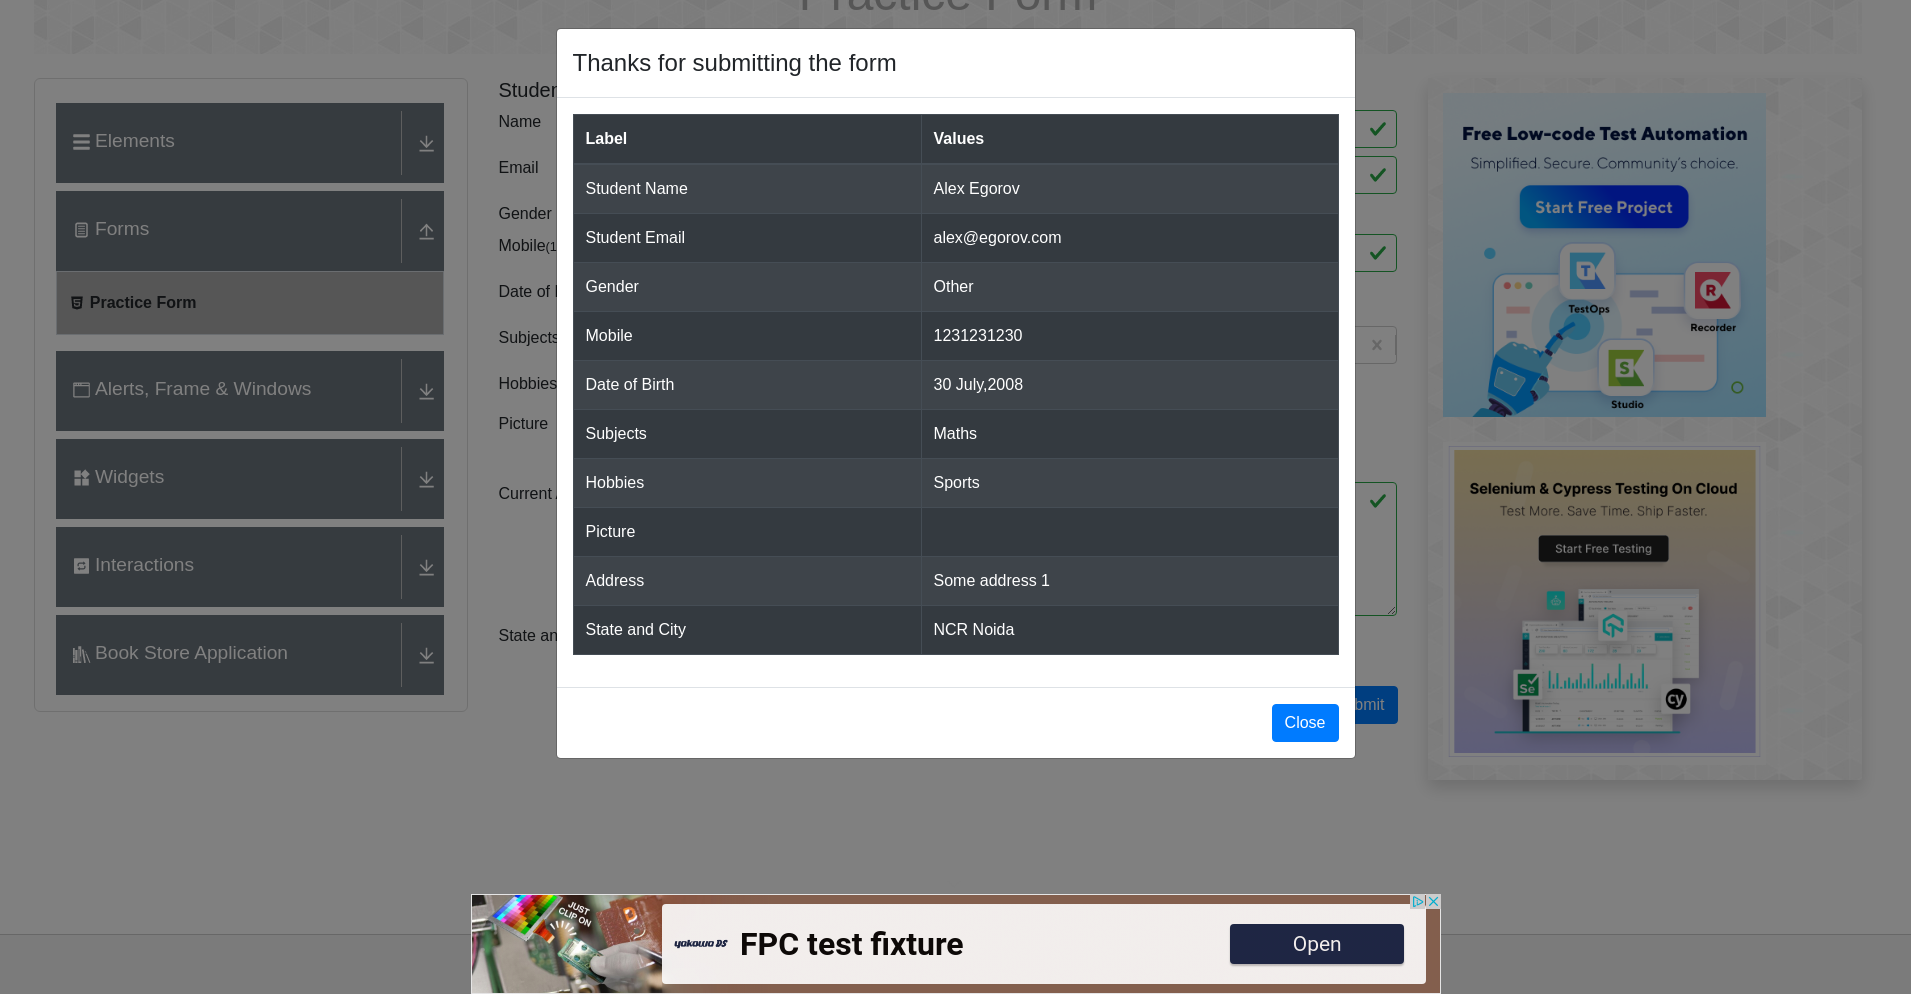 Practice Form
Thanks for submitting the form
Label Values
Student Name Alex Egorov
Student Email alex@egorov.com
Gender Other
Mobile 1231231230
Date of Birth 30 July,2008
Subjects Maths
Hobbies Sports
Picture
Address Some address 1
State and City NCR Noida
Close
Elements
Forms
Practice Form
Alerts, Frame & Windows
Widgets
Interactions
Book Store Application
Studen
Name
Email
Gender
Mobile(1
Date of
Subjects
Hobbies
Picture
Current
State an
bmit
Free Low-code Test Automation
Simplified. Secure. Community's choice.
Start Free Project
TestOps
Recorder
Studio
Selenium & Cypress Testing On Cloud
Test More. Save Time. Ship Faster.
Start Free Testing
Se
cy
JUST
CLIP ON
yokowo DS FPC test fixture
Open